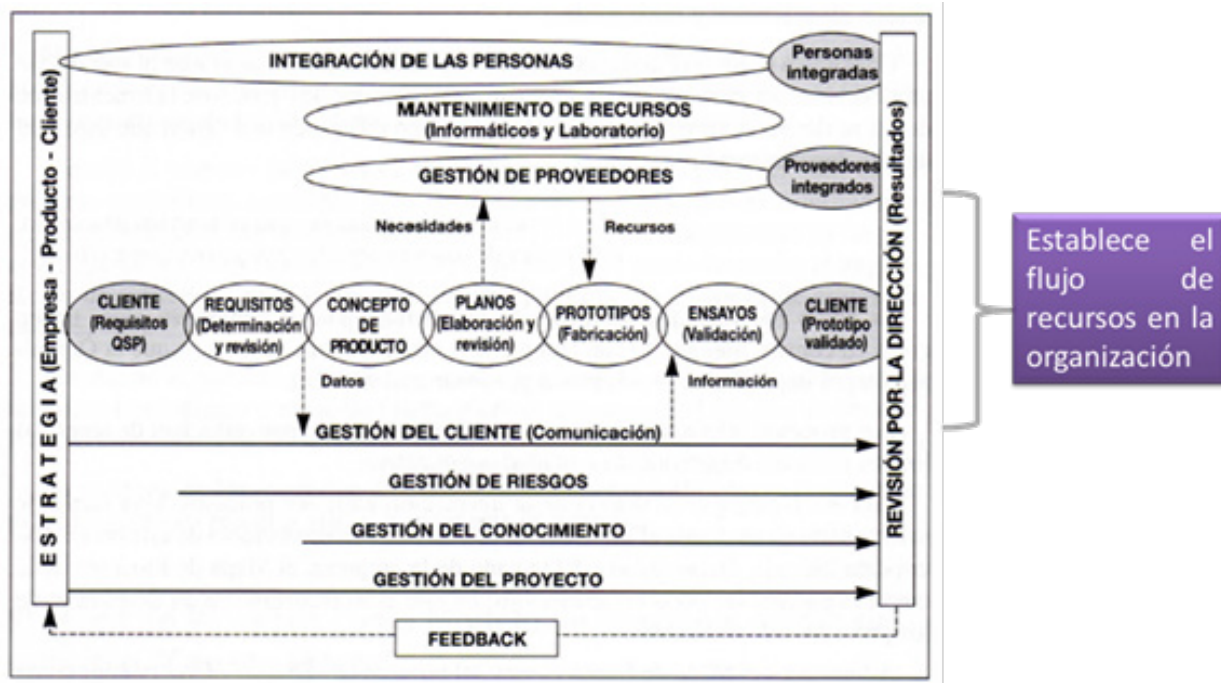 ESTRATEGIA (Empresa - Producto - Cliente)
INTEGRACIÓN DE LAS PERSONAS
Personas
integradas
MANTENIMIENTO DE RECURSOS
(Informáticos y Laboratorio)
GESTIÓN DE PROVEEDORES
Proveedores
integrados
Necesidades
Recursos
CLIENTE
(Requisitos
QSP)
REQUISITOS
(Determinación
y revisión)
CONCEPTO
DE
PRODUCTO
PLANOS
(Elaboración y
revisión)
PROTOTIPOS
(Fabricación)
ENSAYOS
(Validación)
CLIENTE
(Prototipo
validado)
Datos
Información
GESTIÓN DEL CLIENTE (Comunicación)
GESTIÓN DE RIESGOS
GESTIÓN DEL CONOCIMIENTO
GESTIÓN DEL PROYECTO
FEEDBACK
REVISIÓN POR LA DIRECCIÓN (Resultados)
Establece el
flujo de
recursos en la
organización